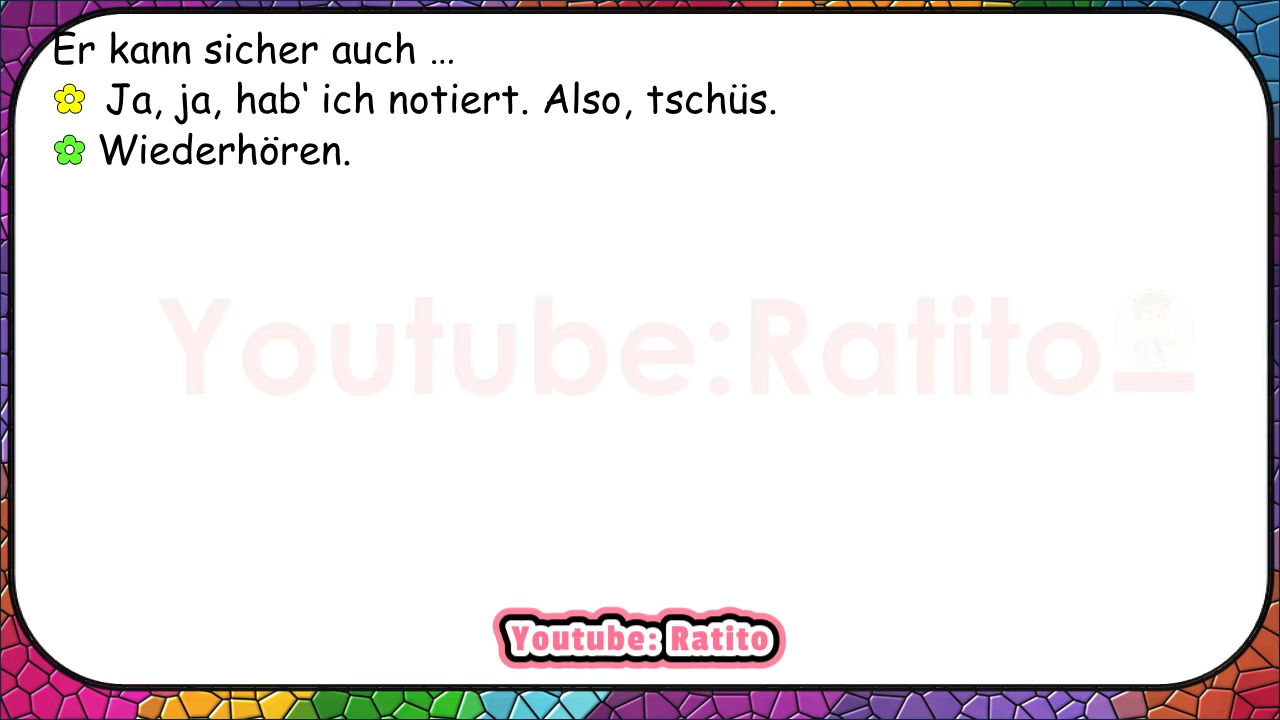 Er kann sicher auch ...
Ja, ja, hab‘ ich notiert. Also, tschüs.
Wiederhören.
Youtube:Ratito
Youtube: Ratito